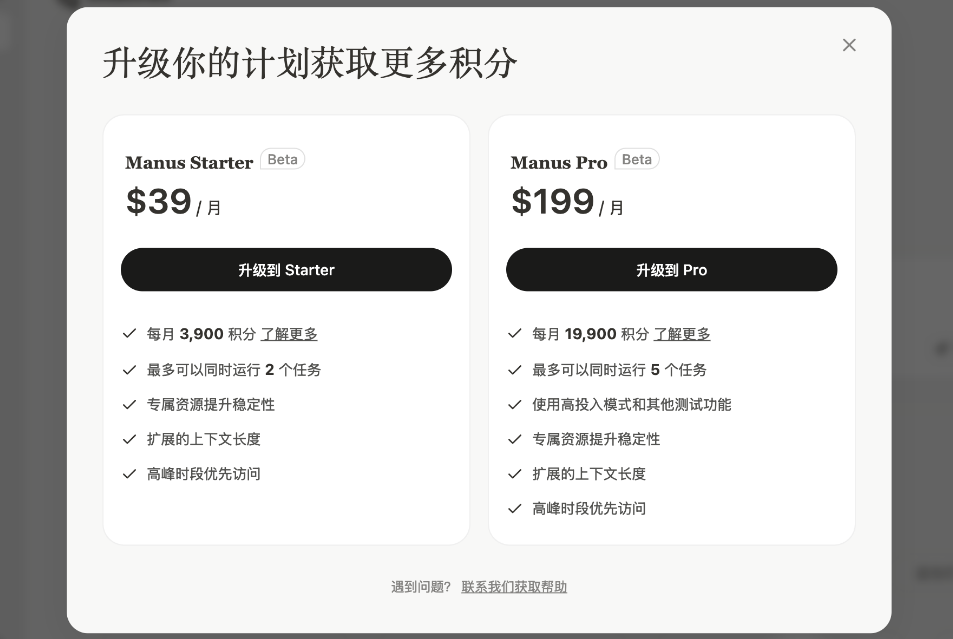 升级你的计划获取更多积分
Manus Starter Beta
$39 / 月
升级到 Starter
每月 3,900 积分 了解更多
最多可以同时运行 2 个任务
专属资源提升稳定性
扩展的上下文长度
高峰时段优先访问
Manus Pro Beta
$199 / 月
升级到 Pro
每月 19,900 积分 了解更多
最多可以同时运行 5 个任务
使用高投入模式和其他测试功能
专属资源提升稳定性
扩展的上下文长度
高峰时段优先访问
遇到问题? 联系我们获取帮助